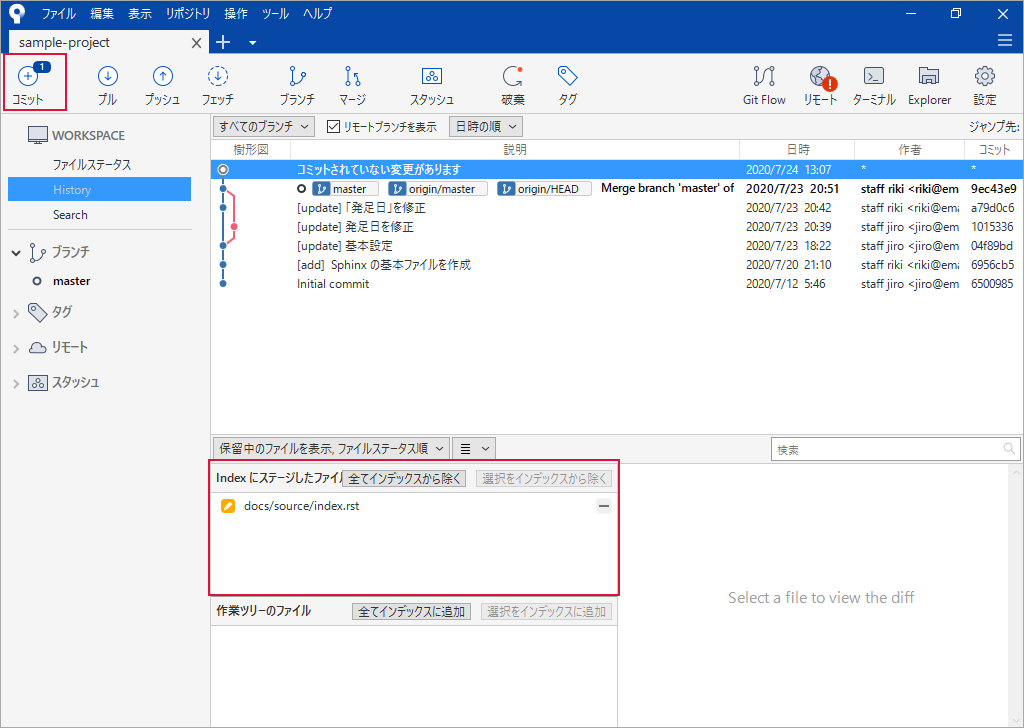 ファイル 編集 表示 リポジトリ 操作 ツール ヘルプ
sample-project
1
コミット プル プッシュ フェッチ ブランチ マージ スタッシュ 破棄 タグ Git Flow リモート ターミナル Explorer 設定
WORKSPACE
ファイルステータス
History
Search
ブランチ
master
タグ
リモート
スタッシュ
すべてのブランチ リモートブランチを表示 日時の順 ジャンプ先:
樹形図 説明 日時 作者 コミット
コミットされていない変更があります 2020/7/24 13:07 * *
master origin/master origin/HEAD Merge branch 'master' of 2020/7/23 20:51 staff riki <riki@em 9ec43e9
[update] 「発足日」を修正 2020/7/23 20:42 staff riki <riki@ema a79d0c6
[update] 発足日を修正 2020/7/23 20:39 staff jiro <jiro@em 1015336
[update] 基本設定 2020/7/23 18:22 staff jiro <jiro@em 04f89bd
[add] Sphinx の基本ファイルを作成 2020/7/20 21:10 staff riki <riki@ema 6956cb5
Initial commit 2020/7/12 5:46 staff jiro <jiro@em 6500985
保留中のファイルを表示, ファイルステータス順 検索
Index にステージしたファイル 全てインデックスから除く 選択をインデックスから除く
docs/source/index.rst
作業ツリーのファイル 全てインデックスに追加 選択をインデックスに追加
Select a file to view the diff